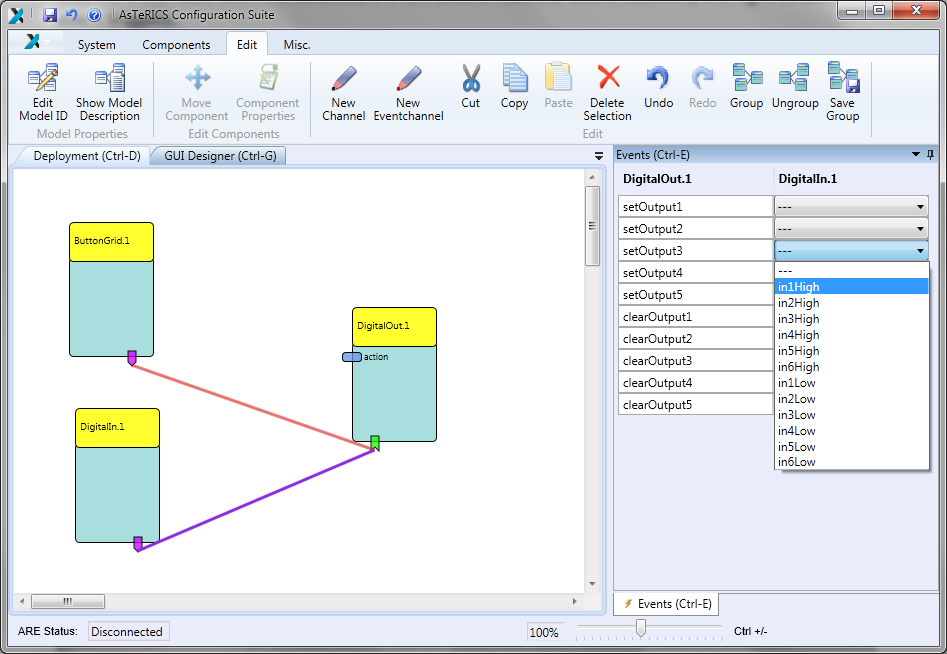 AsTeRICS Configuration Suite
System Components Edit Misc.
Edit Model ID
Show Model Description
Model Properties
Move Component
Component Properties
Edit Components
New Channel
New Eventchannel
Cut
Copy
Paste
Delete Selection
Undo
Redo
Group
Ungroup
Save Group
Edit
Deployment (Ctrl-D)
GUI Designer (Ctrl-G)
ButtonGrid.1
DigitalOut.1
action
DigitalIn.1
Events (Ctrl-E)
DigitalOut.1 DigitalIn.1
setOutput1 ---
setOutput2 ---
setOutput3 ---
setOutput4
setOutput5
clearOutput1
clearOutput2
clearOutput3
clearOutput4
clearOutput5
---
in1High
in2High
in3High
in4High
in5High
in6High
in1Low
in2Low
in3Low
in4Low
in5Low
in6Low
Events (Ctrl-E)
ARE Status: Disconnected
100%
Ctrl +/-